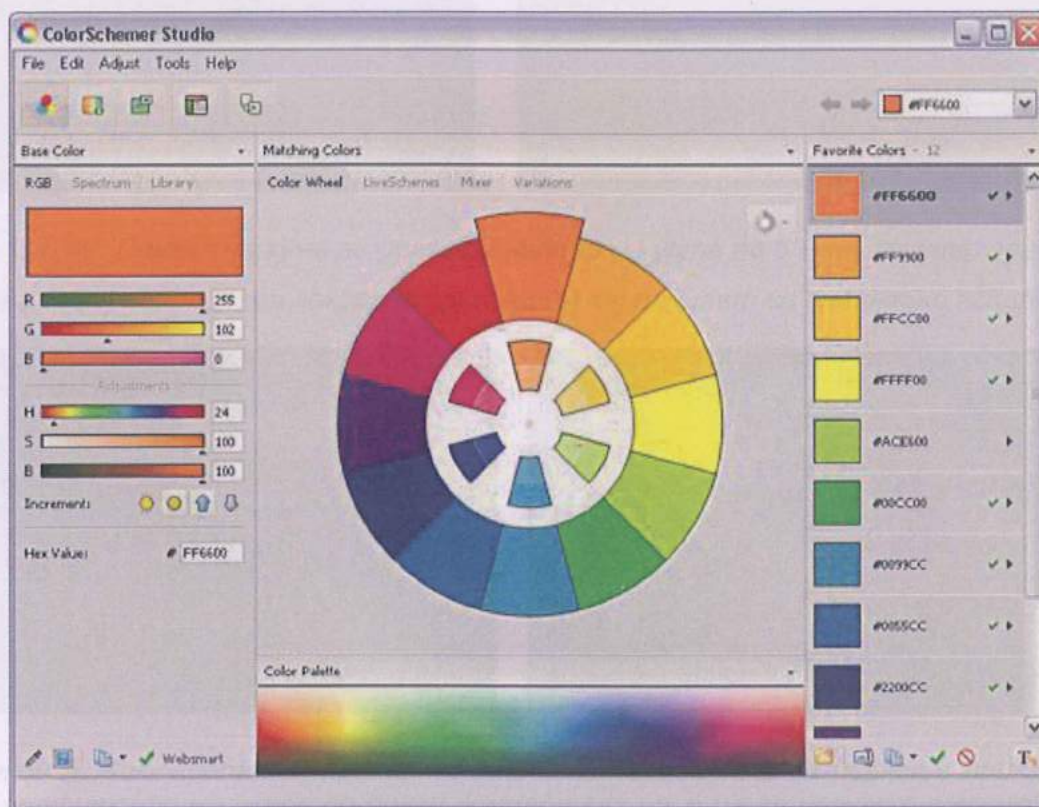 ColorSchemer Studio
File Edit Adjust Tools Help
#FF6600
Base Color
Matching Colors
Favorite Colors - 12
RGB Spectrum Library
Color Wheel LiveSchemes Mixer Variations
#FF6600
#FF9900
#FFCC00
#FFFF00
#ACE600
#00CC00
#0099CC
#0055CC
#2200CC
R 255
G 102
B 0
Adjustments
H 24
S 100
B 100
Increment:
Hex Value: # FF6600
Color Palette
Websmart
T